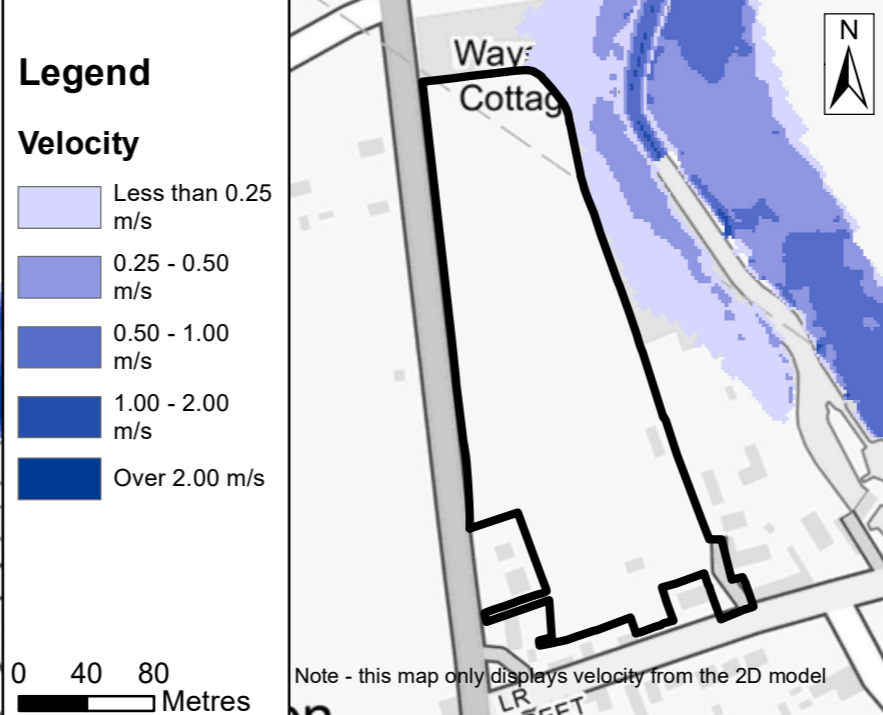 Legend
Velocity
Less than 0.25
m/s
0.25 - 0.50
m/s
0.50 - 1.00
m/s
1.00 - 2.00
m/s
Over 2.00 m/s
0 40 80
Metres
N
Note - this map only displays velocity from the 2D model
LR